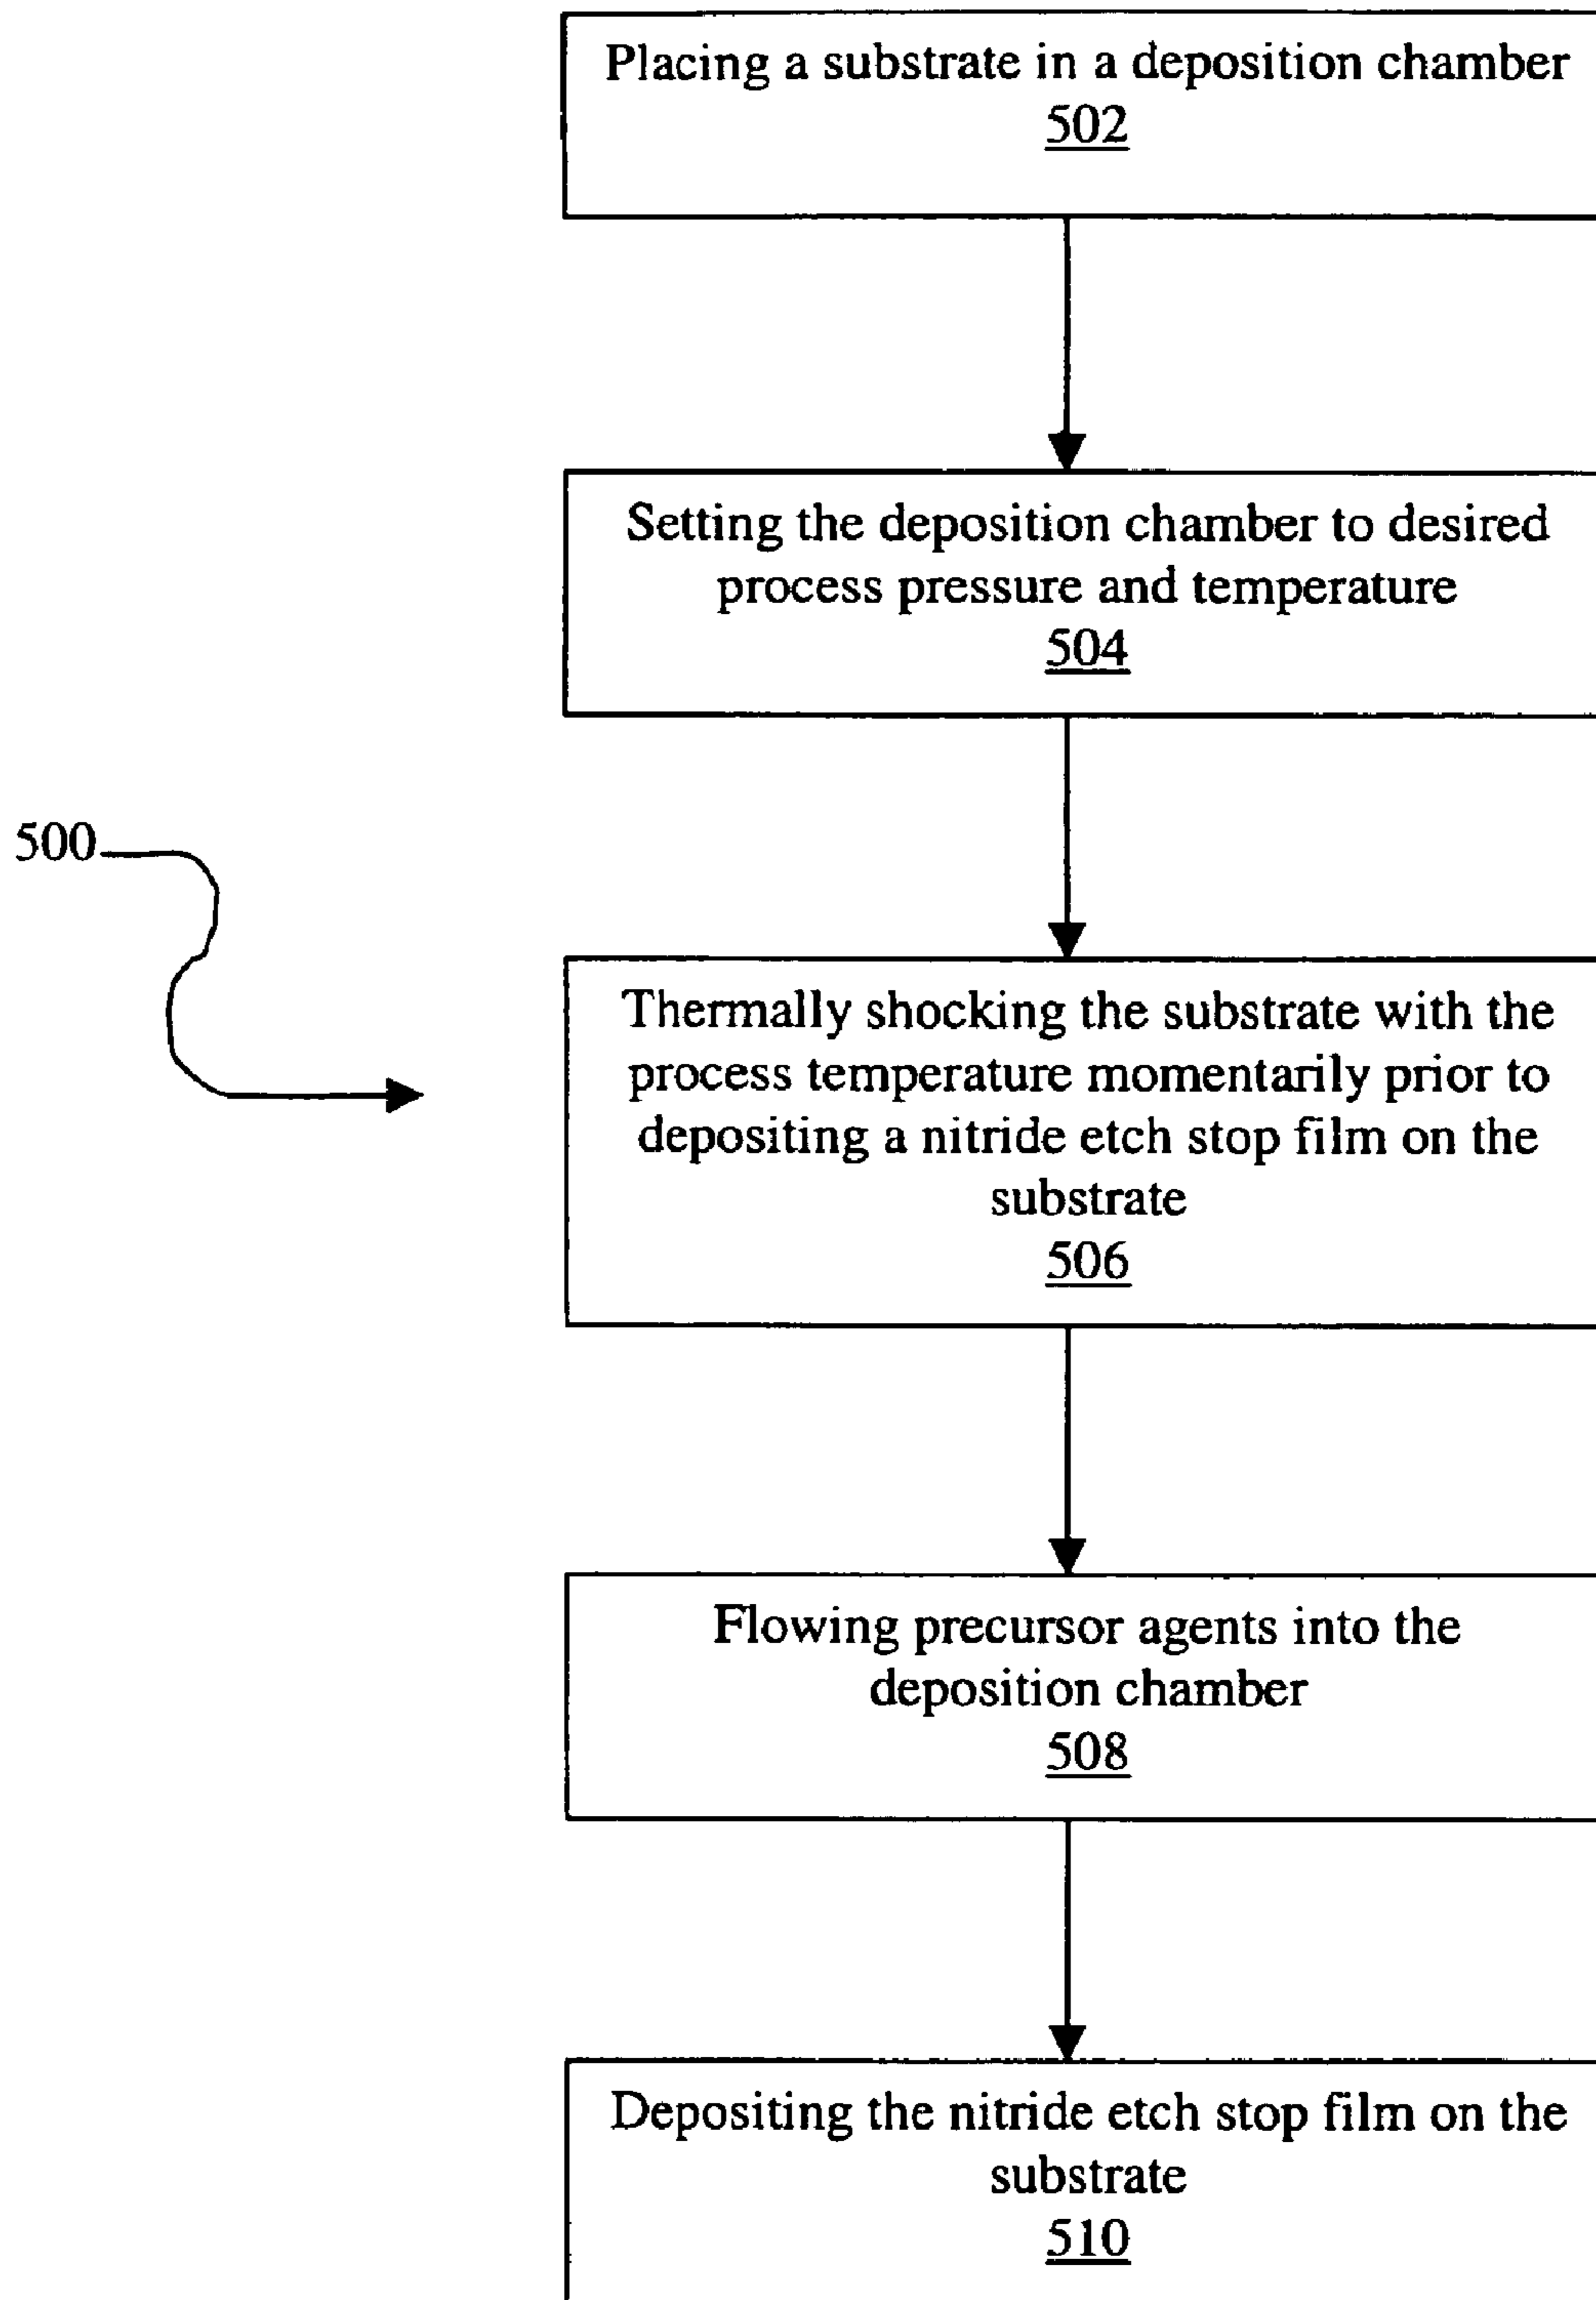 Placing a substrate in a deposition chamber
502
Setting the deposition chamber to desired
process pressure and temperature
504
500
Thermally shocking the substrate with the
process temperature momentarily prior to
depositing a nitride etch stop film on the
substrate
506
Flowing precursor agents into the
deposition chamber
508
Depositing the nitride etch stop film on the
substrate
510